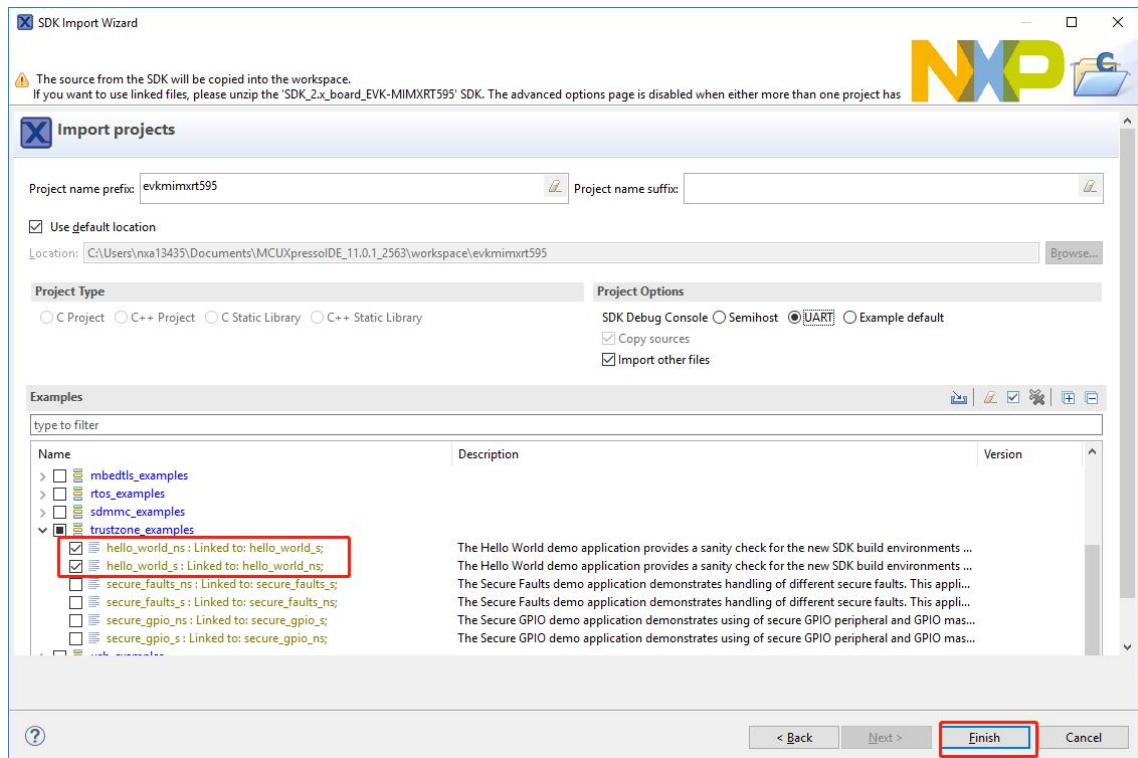 SDK Import Wizard
The source from the SDK will be copied into the workspace.
If you want to use linked files, please unzip the 'SDK_2.x_board_EVK-MIMXRT595' SDK. The advanced options page is disabled when either more than one project has
NXP
Import projects
Project name prefix: evkmimxrt595 Project name suffix:
Use default location
Location: C:\Users\nxa13435\Documents\MCUXpressoIDE_11.0.1_2563\workspace\evkmimxrt595 Browse...
Project Type Project Options
C Project C++ Project C Static Library C++ Static Library SDK Debug Console Semihost UART Example default
Copy sources
Import other files
Examples
type to filter
Name Description Version
mbedtls_examples
rtos_examples
sdmmc_examples
trustzone_examples
hello_world_ns : Linked to: hello_world_s; The Hello World demo application provides a sanity check for the new SDK build environments ...
hello_world_s : Linked to: hello_world_ns; The Hello World demo application provides a sanity check for the new SDK build environments ...
secure_faults_ns : Linked to: secure_faults_s; The Secure Faults demo application demonstrates handling of different secure faults. This appli...
secure_faults_s : Linked to: secure_faults_ns; The Secure Faults demo application demonstrates handling of different secure faults. This appli...
secure_gpio_ns : Linked to: secure_gpio_s; The Secure GPIO demo application demonstrates using of secure GPIO peripheral and GPIO mas...
secure_gpio_s : Linked to: secure_gpio_ns; The Secure GPIO demo application demonstrates using of secure GPIO peripheral and GPIO mas...
< Back Next > Finish Cancel